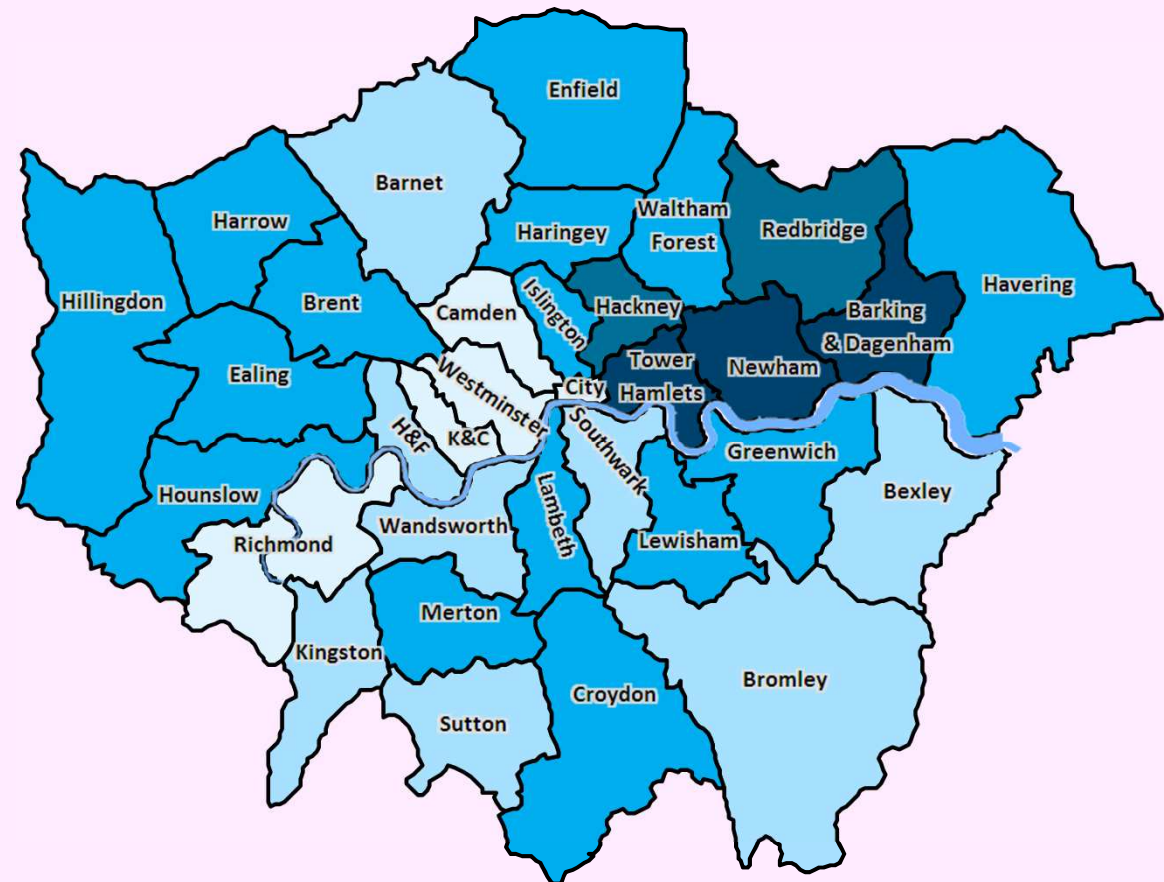 Enfield
Barnet
Harrow
Haringey
Waltham
Forest
Redbridge
Hillingdon
Brent
Camden
Islington
Hackney
Barking
& Dagenham
Havering
Ealing
Westminster
City
Tower
Hamlets
Newham
H&F
K&C
Southwark
Greenwich
Hounslow
Bexley
Richmond
Wandsworth
Lambeth
Lewisham
Merton
Kingston
Croydon
Bromley
Sutton